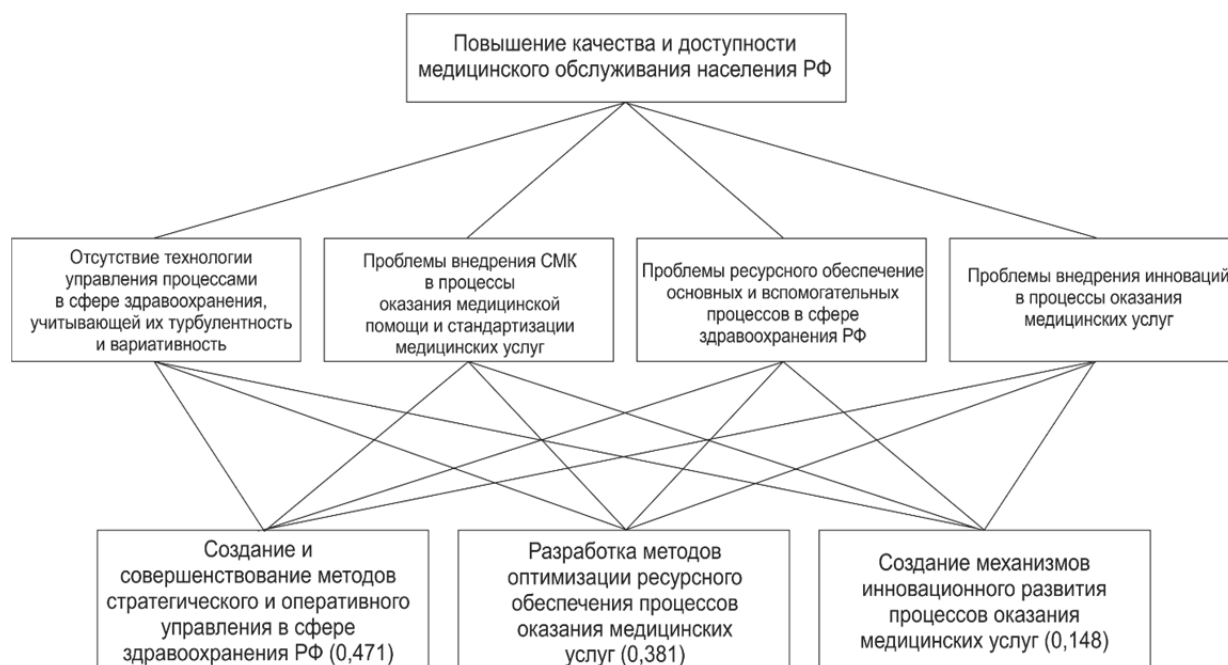 Повышение качества и доступности
медицинского обслуживания населения РФ
Отсутствие технологии
управления процессами
в сфере здравоохранения,
учитывающей их турбулентность
и вариативность
Проблемы внедрения СМК
в процессы
оказания медицинской
помощи и стандартизации
медицинских услуг
Проблемы ресурсного обеспечение
основных и вспомогательных
процессов в сфере
здравоохранения РФ
Проблемы внедрения инноваций
в процессы оказания
медицинских услуг
Создание и
совершенствование методов
стратегического и оперативного
управления в сфере
здравоохранения РФ (0,471)
Разработка методов
оптимизации ресурсного
обеспечения процессов
оказания медицинских
услуг (0,381)
Создание механизмов
инновационного развития
процессов оказания
медицинских услуг (0,148)